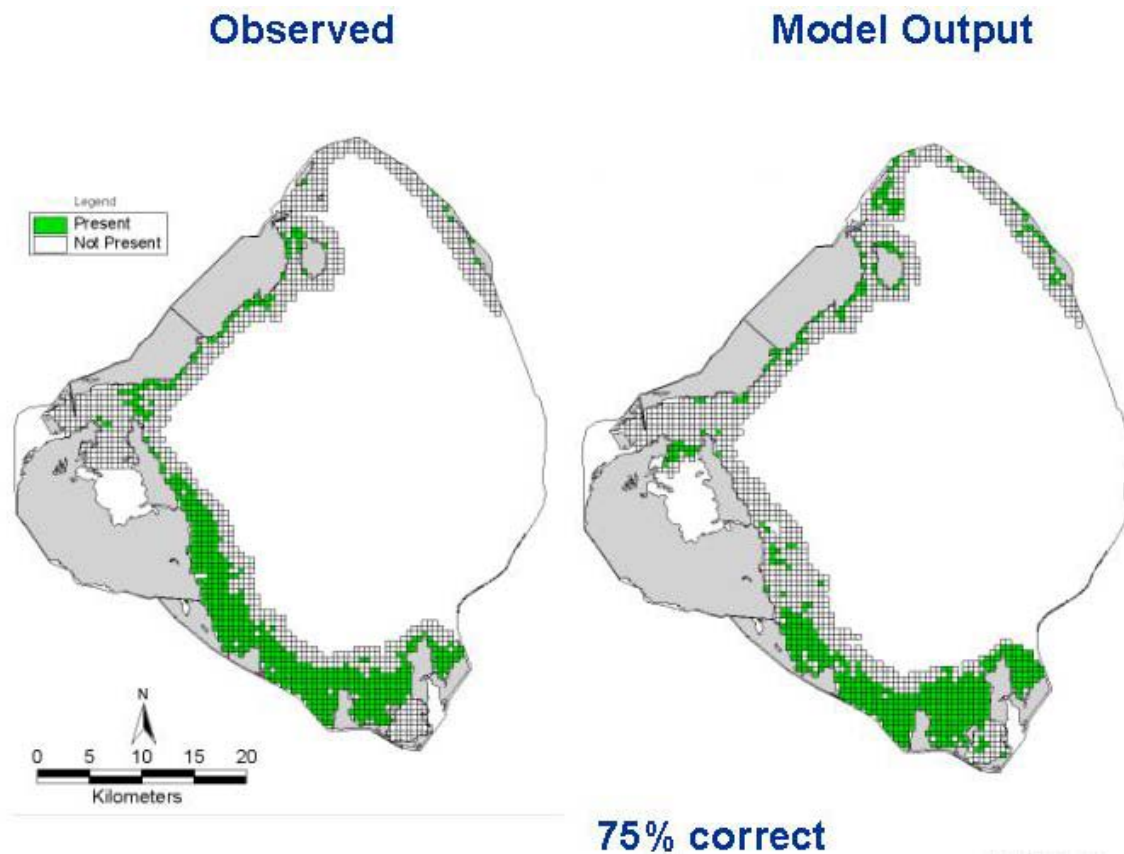 Observed
Model Output
Legend
Present
Not Present
N
0 5 10 15 20
Kilometers
75% correct